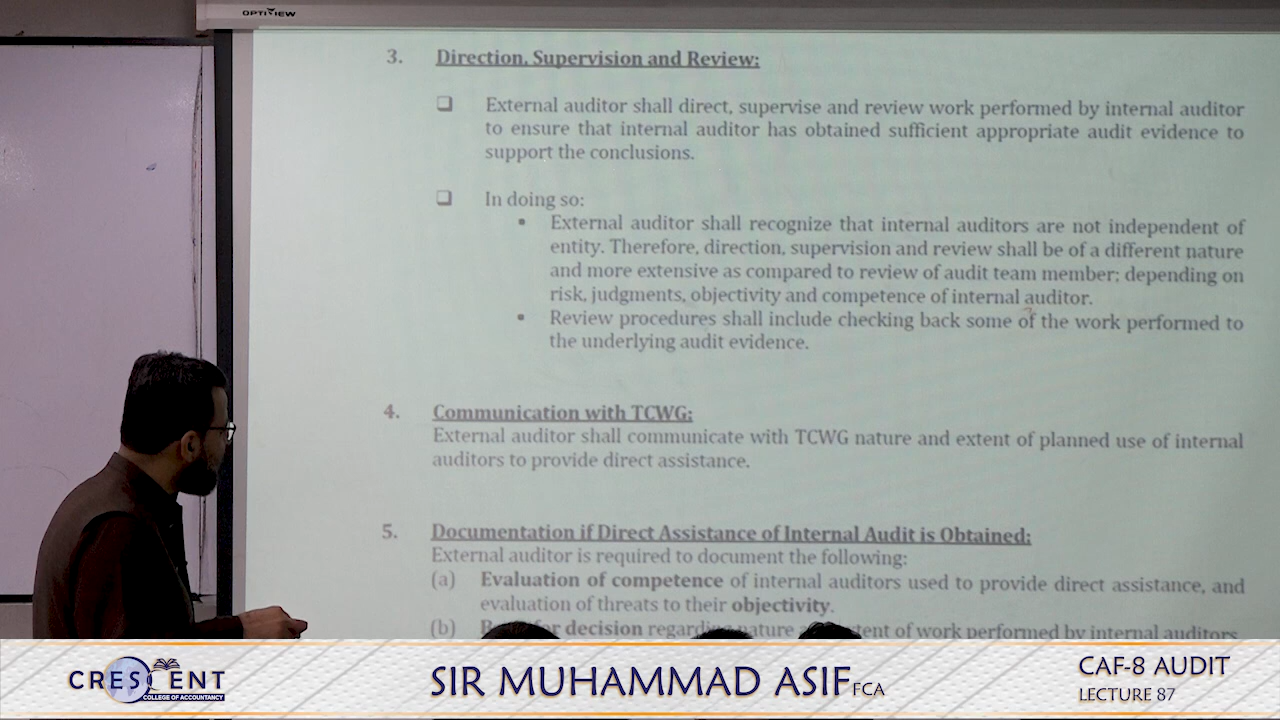 OPTIVIEW
3. Direction, Supervision and Review:
❑ External auditor shall direct, supervise and review work performed by internal auditor
to ensure that internal auditor has obtained sufficient appropriate audit evidence to
support the conclusions.
❑ In doing so:
▪ External auditor shall recognize that internal auditors are not independent of
entity. Therefore, direction, supervision and review shall be of a different nature
and more extensive as compared to review of audit team member; depending on
risk, judgments, objectivity and competence of internal auditor.
▪ Review procedures shall include checking back some of the work performed to
the underlying audit evidence.
4. Communication with TCWG:
External auditor shall communicate with TCWG nature and extent of planned use of internal
auditors to provide direct assistance.
5. Documentation if Direct Assistance of Internal Audit is Obtained:
External auditor is required to document the following:
(a) Evaluation of competence of internal auditors used to provide direct assistance, and
evaluation of threats to their objectivity.
(b) decision regarding nature of work performed by internal auditors
CRESCENT
COLLEGE OF ACCOUNTANCY
SIR MUHAMMAD ASIF FCA
CAF-8 AUDIT
LECTURE 87